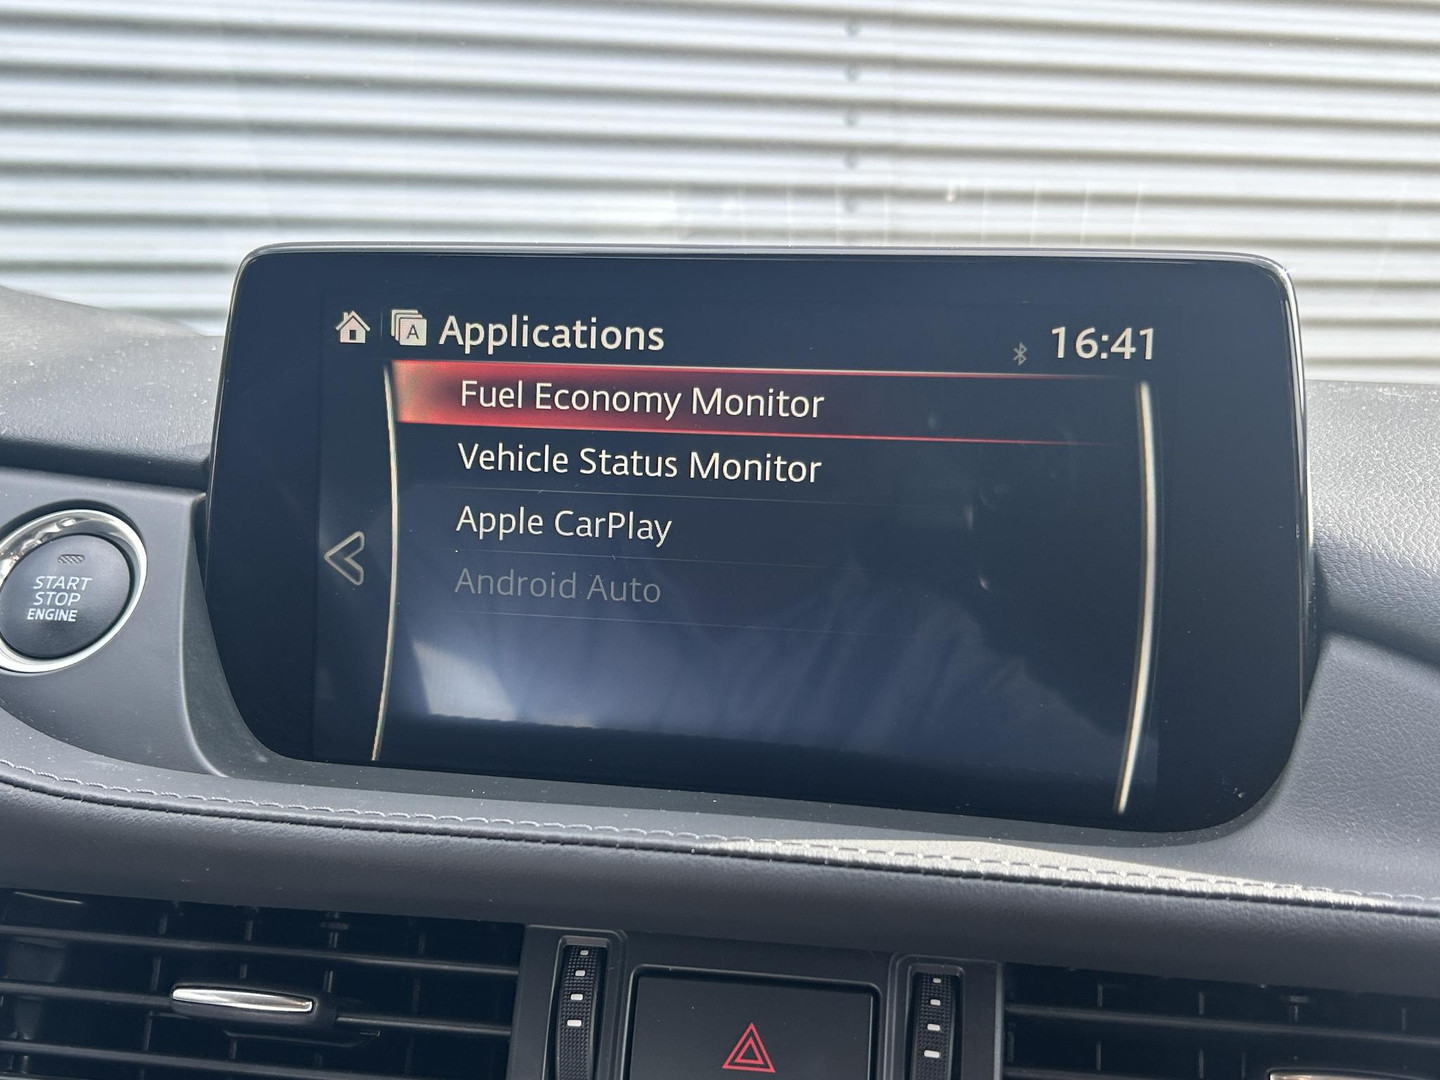 Applications
16:41
Fuel Economy Monitor
Vehicle Status Monitor
Apple CarPlay
Android Auto
START
STOP
ENGINE
A